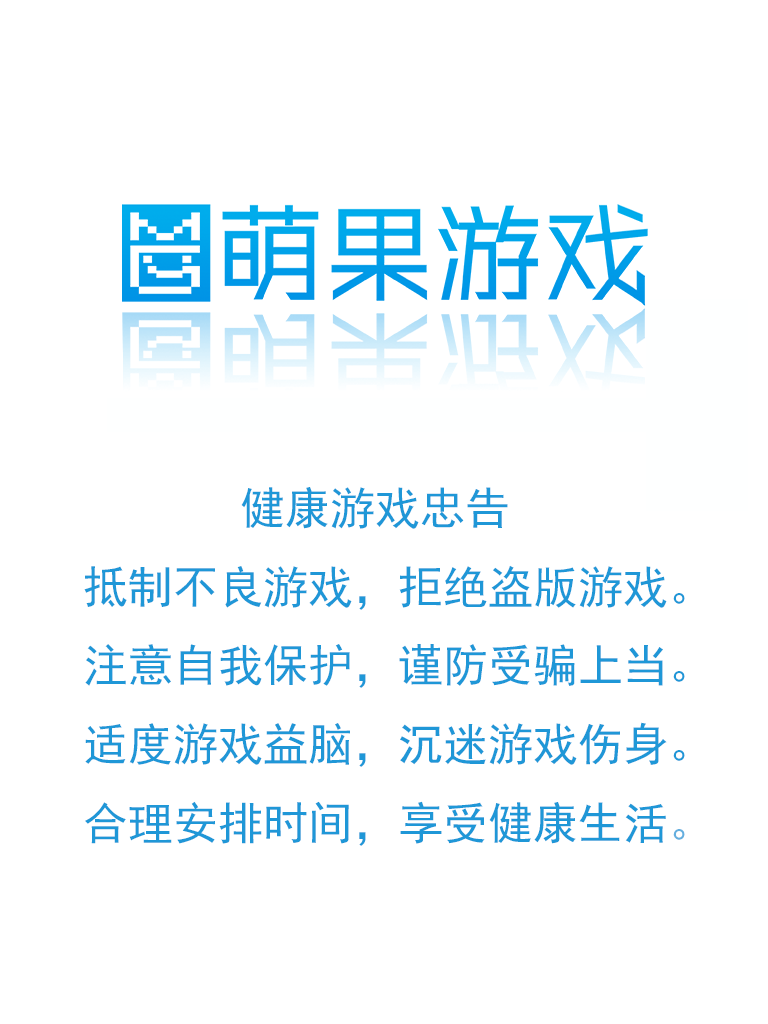 萌果游戏
健康游戏忠告
抵制不良游戏，拒绝盗版游戏。
注意自我保护，谨防受骗上当。
适度游戏益脑，沉迷游戏伤身。
合理安排时间，享受健康生活。